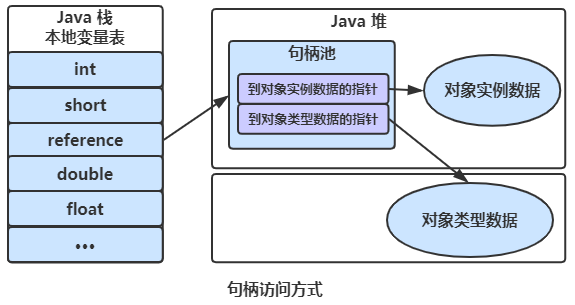 Java 栈
本地变量表
int
short
reference
double
float
•••
Java 堆
句柄池
到对象实例数据的指针
到对象类型数据的指针
对象实例数据
对象类型数据
句柄访问方式